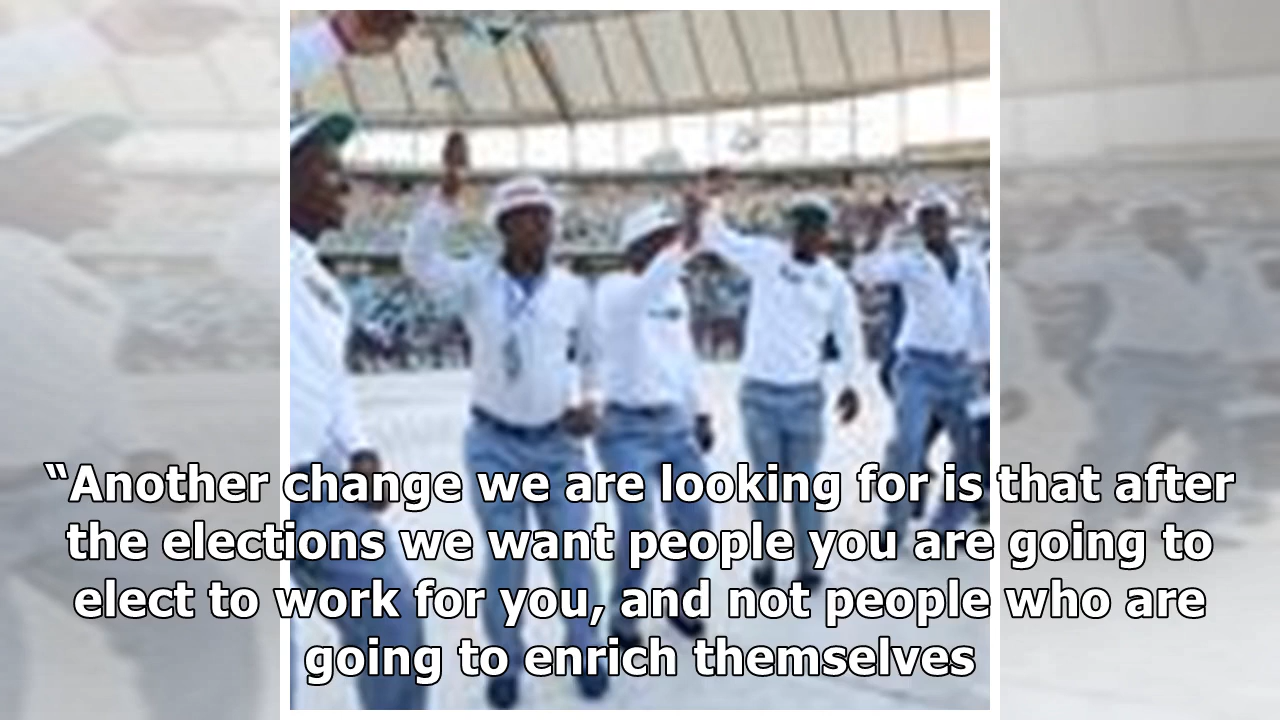 “Another change we are looking for is that after
the elections we want people you are going to
elect to work for you, and not people who are
going to enrich themselves